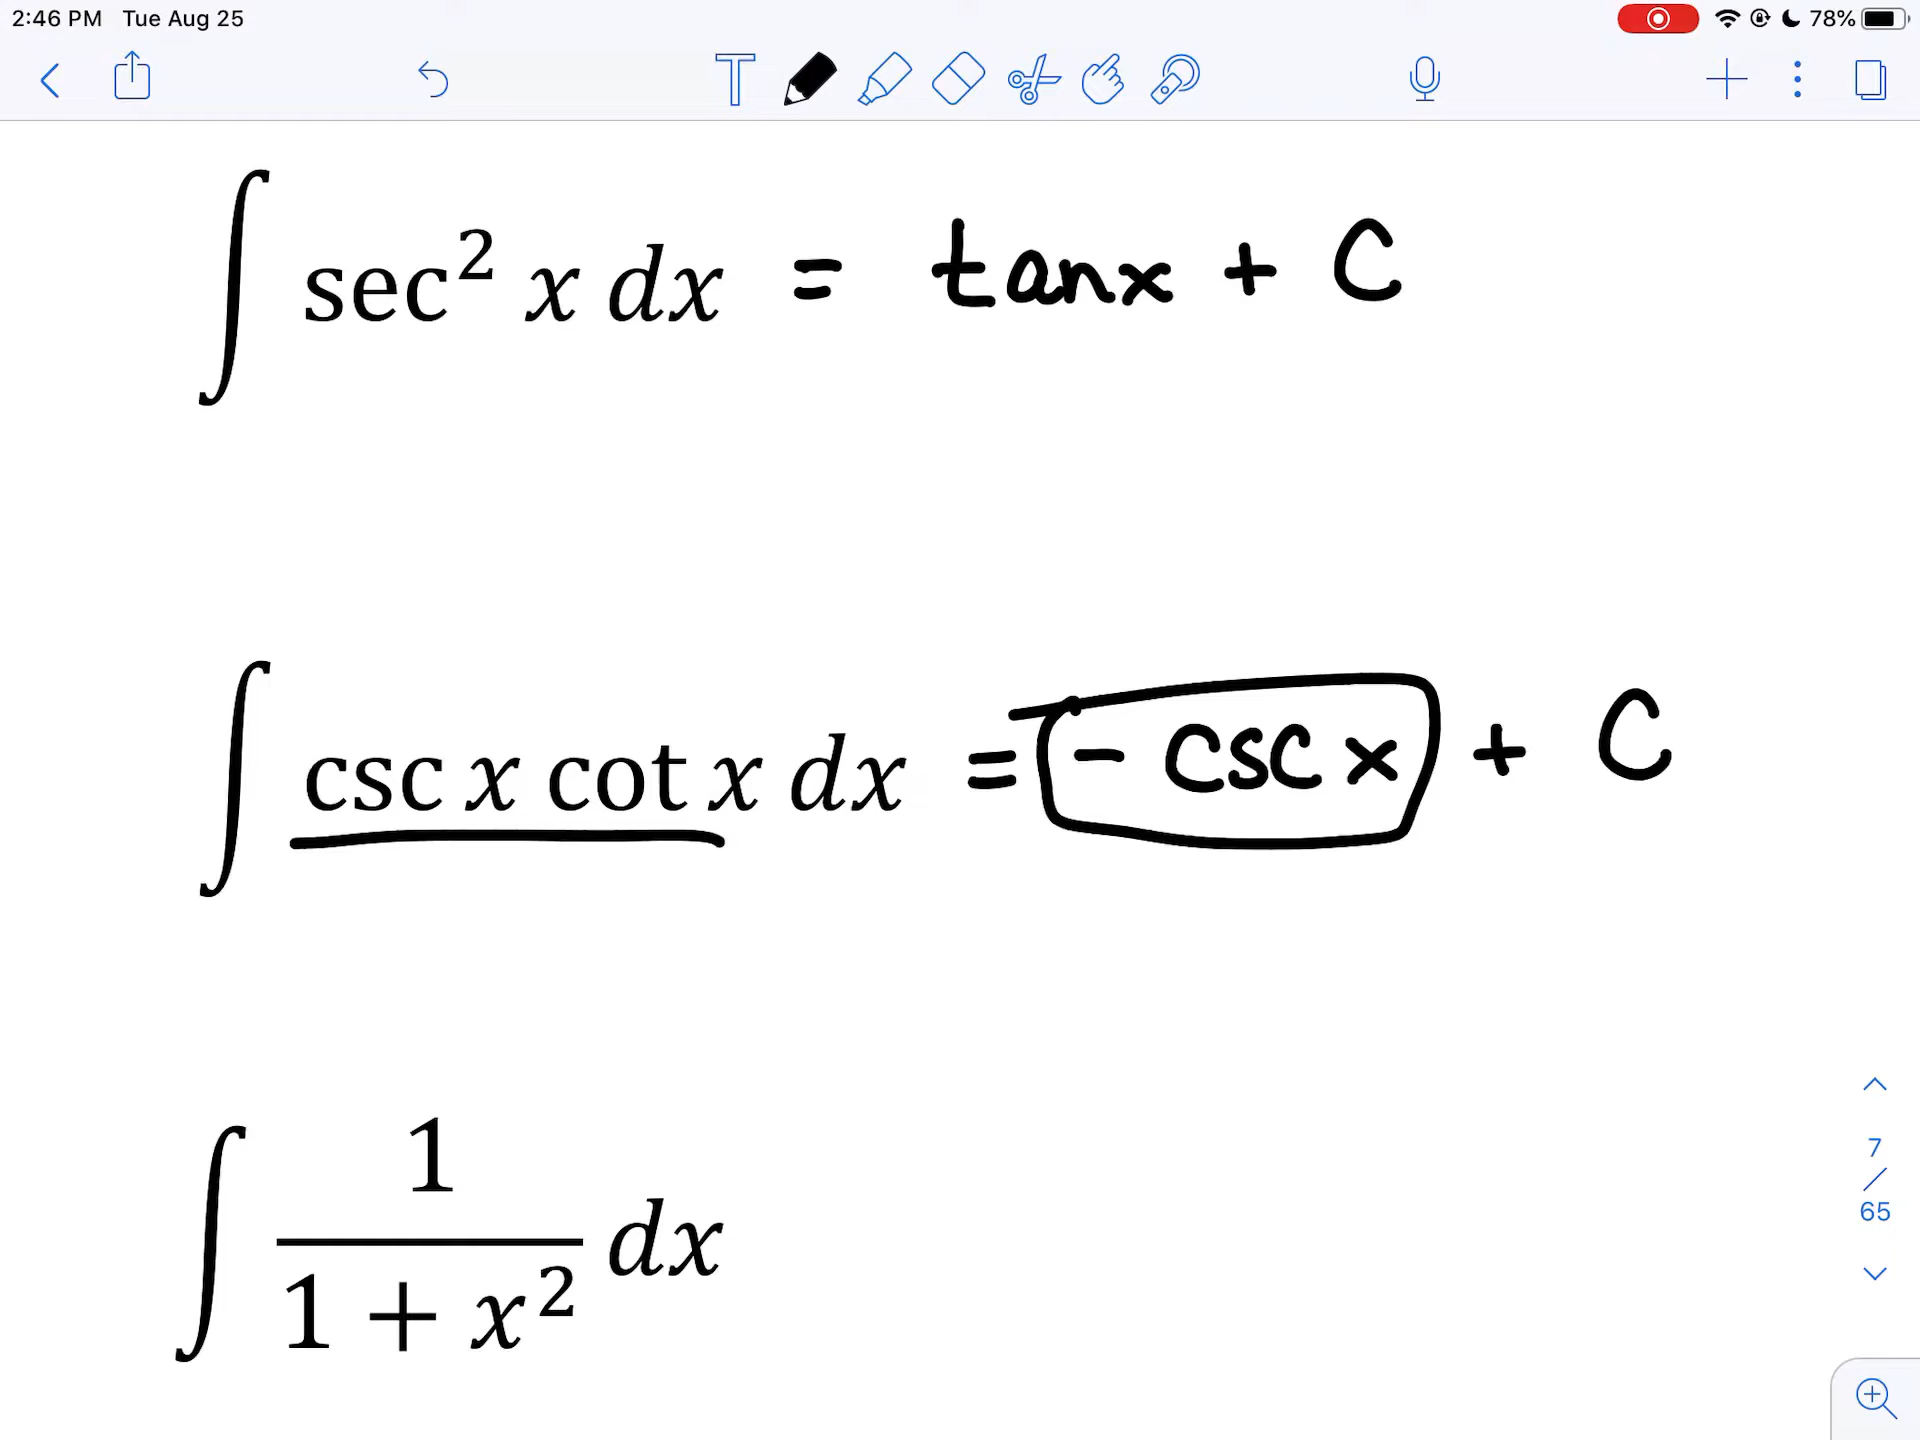 2:46 PM Tue Aug 25 78%
T
∫ sec² x dx = tanx + C
∫ csc x cot x dx = - csc x + C
∫ 1/(1 + x²) dx
7
/
65